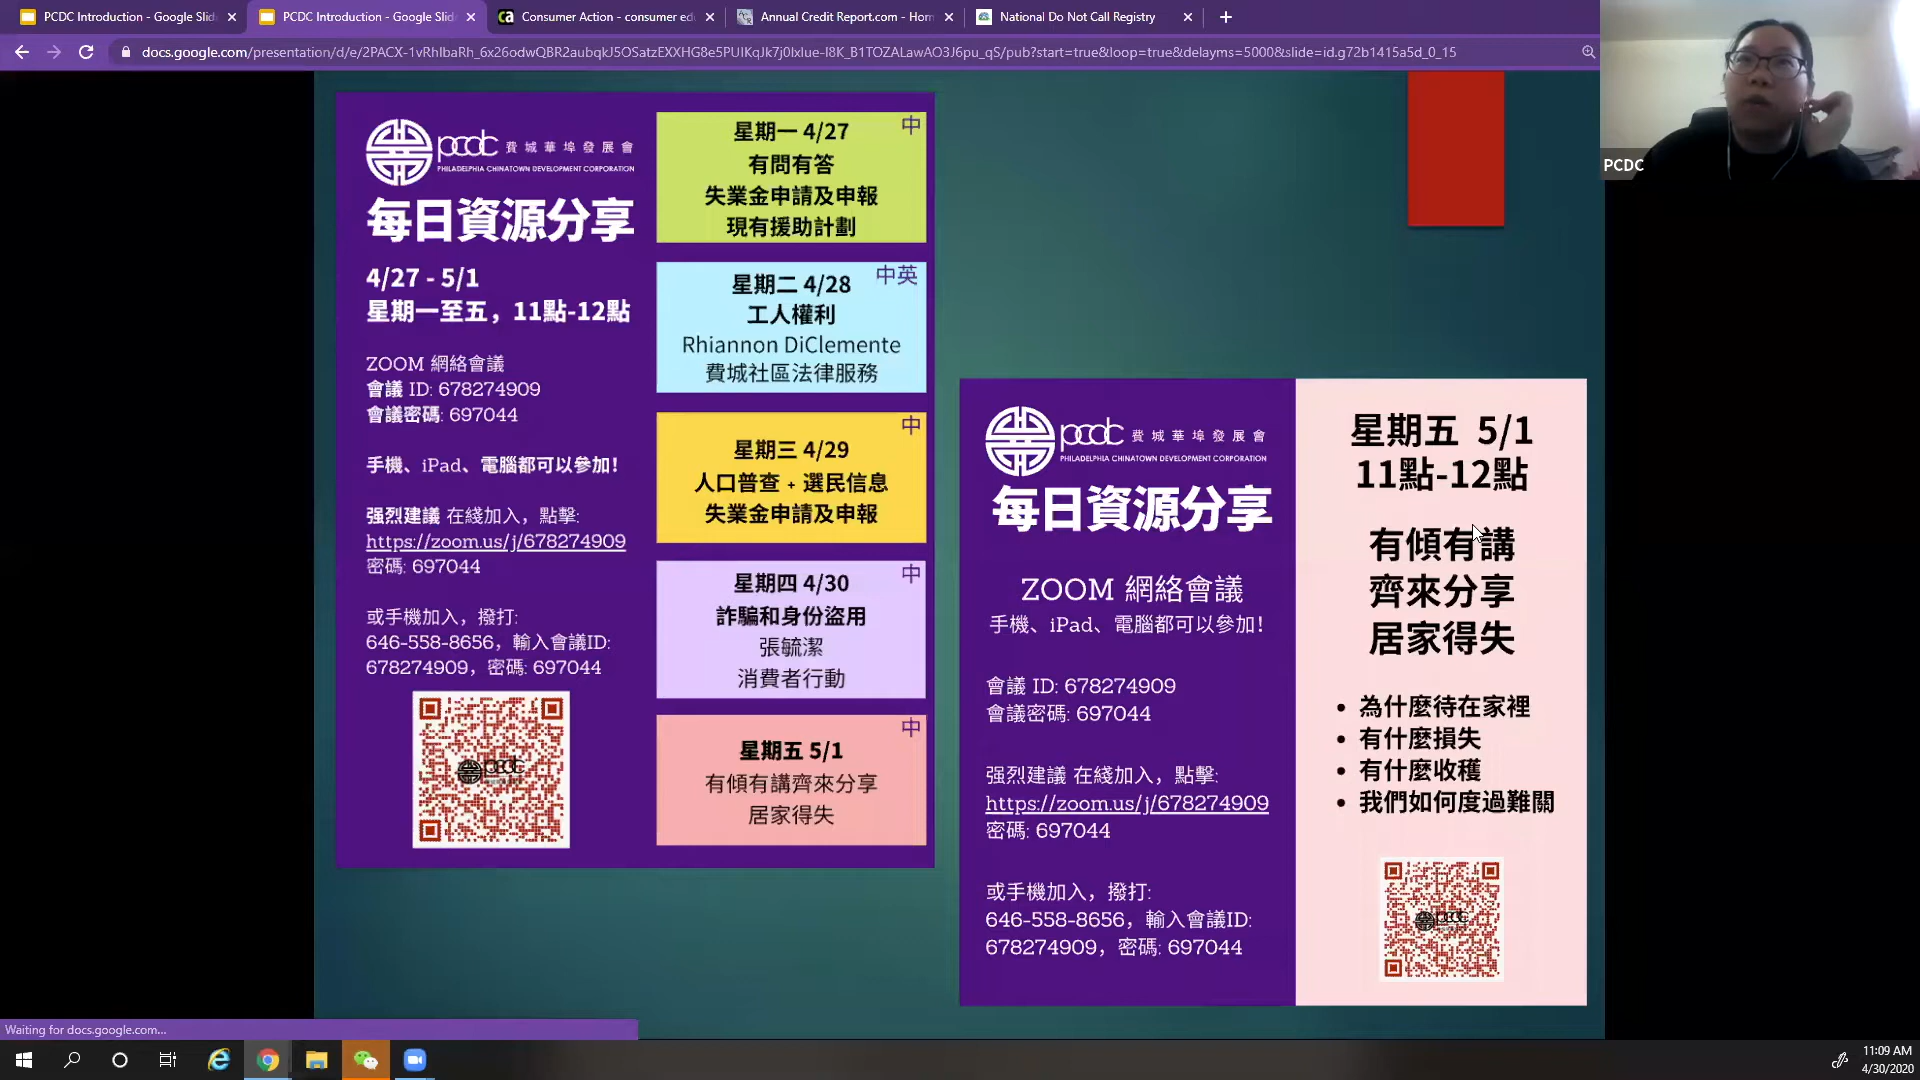 PCDC Introduction - Google Slid
PCDC Introduction - Google Slid
Consumer Action - consumer ed
Annual Credit Report.com - Hom
National Do Not Call Registry
docs.google.com/presentation/d/e/2PACX-1vRhIbaRh_6x26odwQBR2aubqkJ5OSatzEXXHG8e5PUIKqJk7j0lxIue-I8K_B1TOZALawAO3J6pu_qS/pub?start=true&loop=true&delayms=5000&slide=id.g72b1415a5d_0_15
PCDC
pcdc 費城華埠發展會
PHILADELPHIA CHINATOWN DEVELOPMENT CORPORATION
每日資源分享
4/27 - 5/1
星期一至五，11點-12點
ZOOM 網絡會議
會議 ID: 678274909
會議密碼: 697044
手機、iPad、電腦都可以參加!
强烈建議 在綫加入，點擊:
https://zoom.us/j/678274909
密碼: 697044
或手機加入，撥打:
646-558-8656，輸入會議ID:
678274909，密碼: 697044
pcdc
中
星期一 4/27
有問有答
失業金申請及申報
現有援助計劃
中英
星期二 4/28
工人權利
Rhiannon DiClemente
費城社區法律服務
中
星期三 4/29
人口普查 + 選民信息
失業金申請及申報
中
星期四 4/30
詐騙和身份盜用
張毓潔
消費者行動
中
星期五 5/1
有傾有講齊來分享
居家得失
pcdc 費城華埠發展會
PHILADELPHIA CHINATOWN DEVELOPMENT CORPORATION
每日資源分享
ZOOM 網絡會議
手機、iPad、電腦都可以參加!
會議 ID: 678274909
會議密碼: 697044
强烈建議 在綫加入，點擊:
https://zoom.us/j/678274909
密碼: 697044
或手機加入，撥打:
646-558-8656，輸入會議ID:
678274909，密碼: 697044
星期五 5/1
11點-12點
有傾有講
齊來分享
居家得失
• 為什麼待在家裡
• 有什麼損失
• 有什麼收穫
• 我們如何度過難關
pcdc
Waiting for docs.google.com...
11:09 AM
4/30/2020